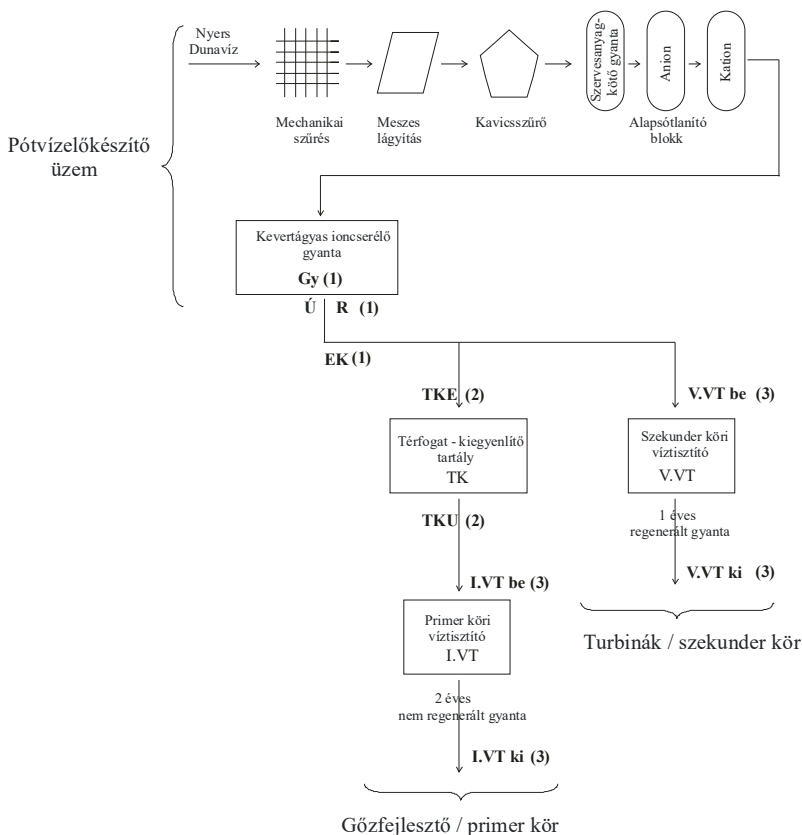 Nyers
Dunavíz
Mechanikai
szűrés
Meszes
lágyítás
Kavicsszűrő
Szervesanyag-
kötő gyanta
Anion
Kation
Alapsótlanító
blokk
Pótvízelőkészítő
üzem
Kevertágyas ioncserélő
gyanta
Gy (1)
Ú R (1)
EK (1)
TKE (2)
V.VT be (3)
Térfogat - kiegyenlítő
tartály
TK
Szekunder köri
víztisztító
V.VT
TKU (2)
1 éves
regenerált gyanta
I.VT be (3)
V.VT ki (3)
Primer köri
víztisztító
I.VT
Turbinák / szekunder kör
2 éves
nem regenerált gyanta
I.VT ki (3)
Gőzfejlesztő / primer kör